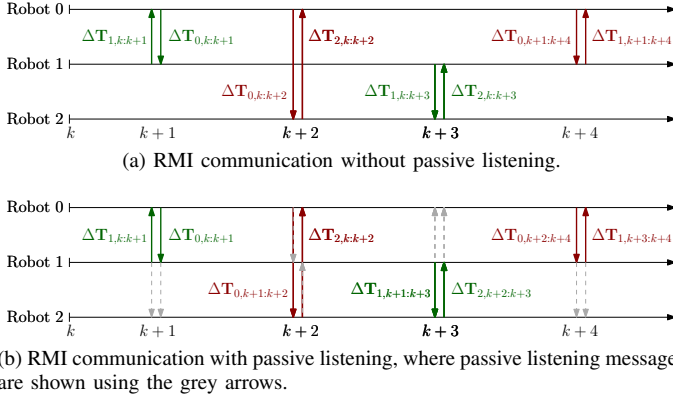 Robot 0
ΔT₁,ₖ:ₖ₊₁ ΔT₀,ₖ:ₖ₊₁ ΔT₂,ₖ:ₖ₊₂ ΔT₀,ₖ₊₁:ₖ₊₄ ΔT₁,ₖ₊₁:ₖ₊₄
Robot 1
ΔT₀,ₖ:ₖ₊₂ ΔT₁,ₖ:ₖ₊₃ ΔT₂,ₖ:ₖ₊₃
Robot 2
k k + 1 k + 2 k + 3 k + 4
(a) RMI communication without passive listening.
Robot 0
ΔT₁,ₖ:ₖ₊₁ ΔT₀,ₖ:ₖ₊₁ ΔT₂,ₖ:ₖ₊₂ ΔT₀,ₖ₊₂:ₖ₊₄ ΔT₁,ₖ₊₃:ₖ₊₄
Robot 1
ΔT₀,ₖ₊₁:ₖ₊₂ ΔT₁,ₖ₊₁:ₖ₊₃ ΔT₂,ₖ₊₂:ₖ₊₃
Robot 2
k k + 1 k + 2 k + 3 k + 4
(b) RMI communication with passive listening, where passive listening message
are shown using the grey arrows.